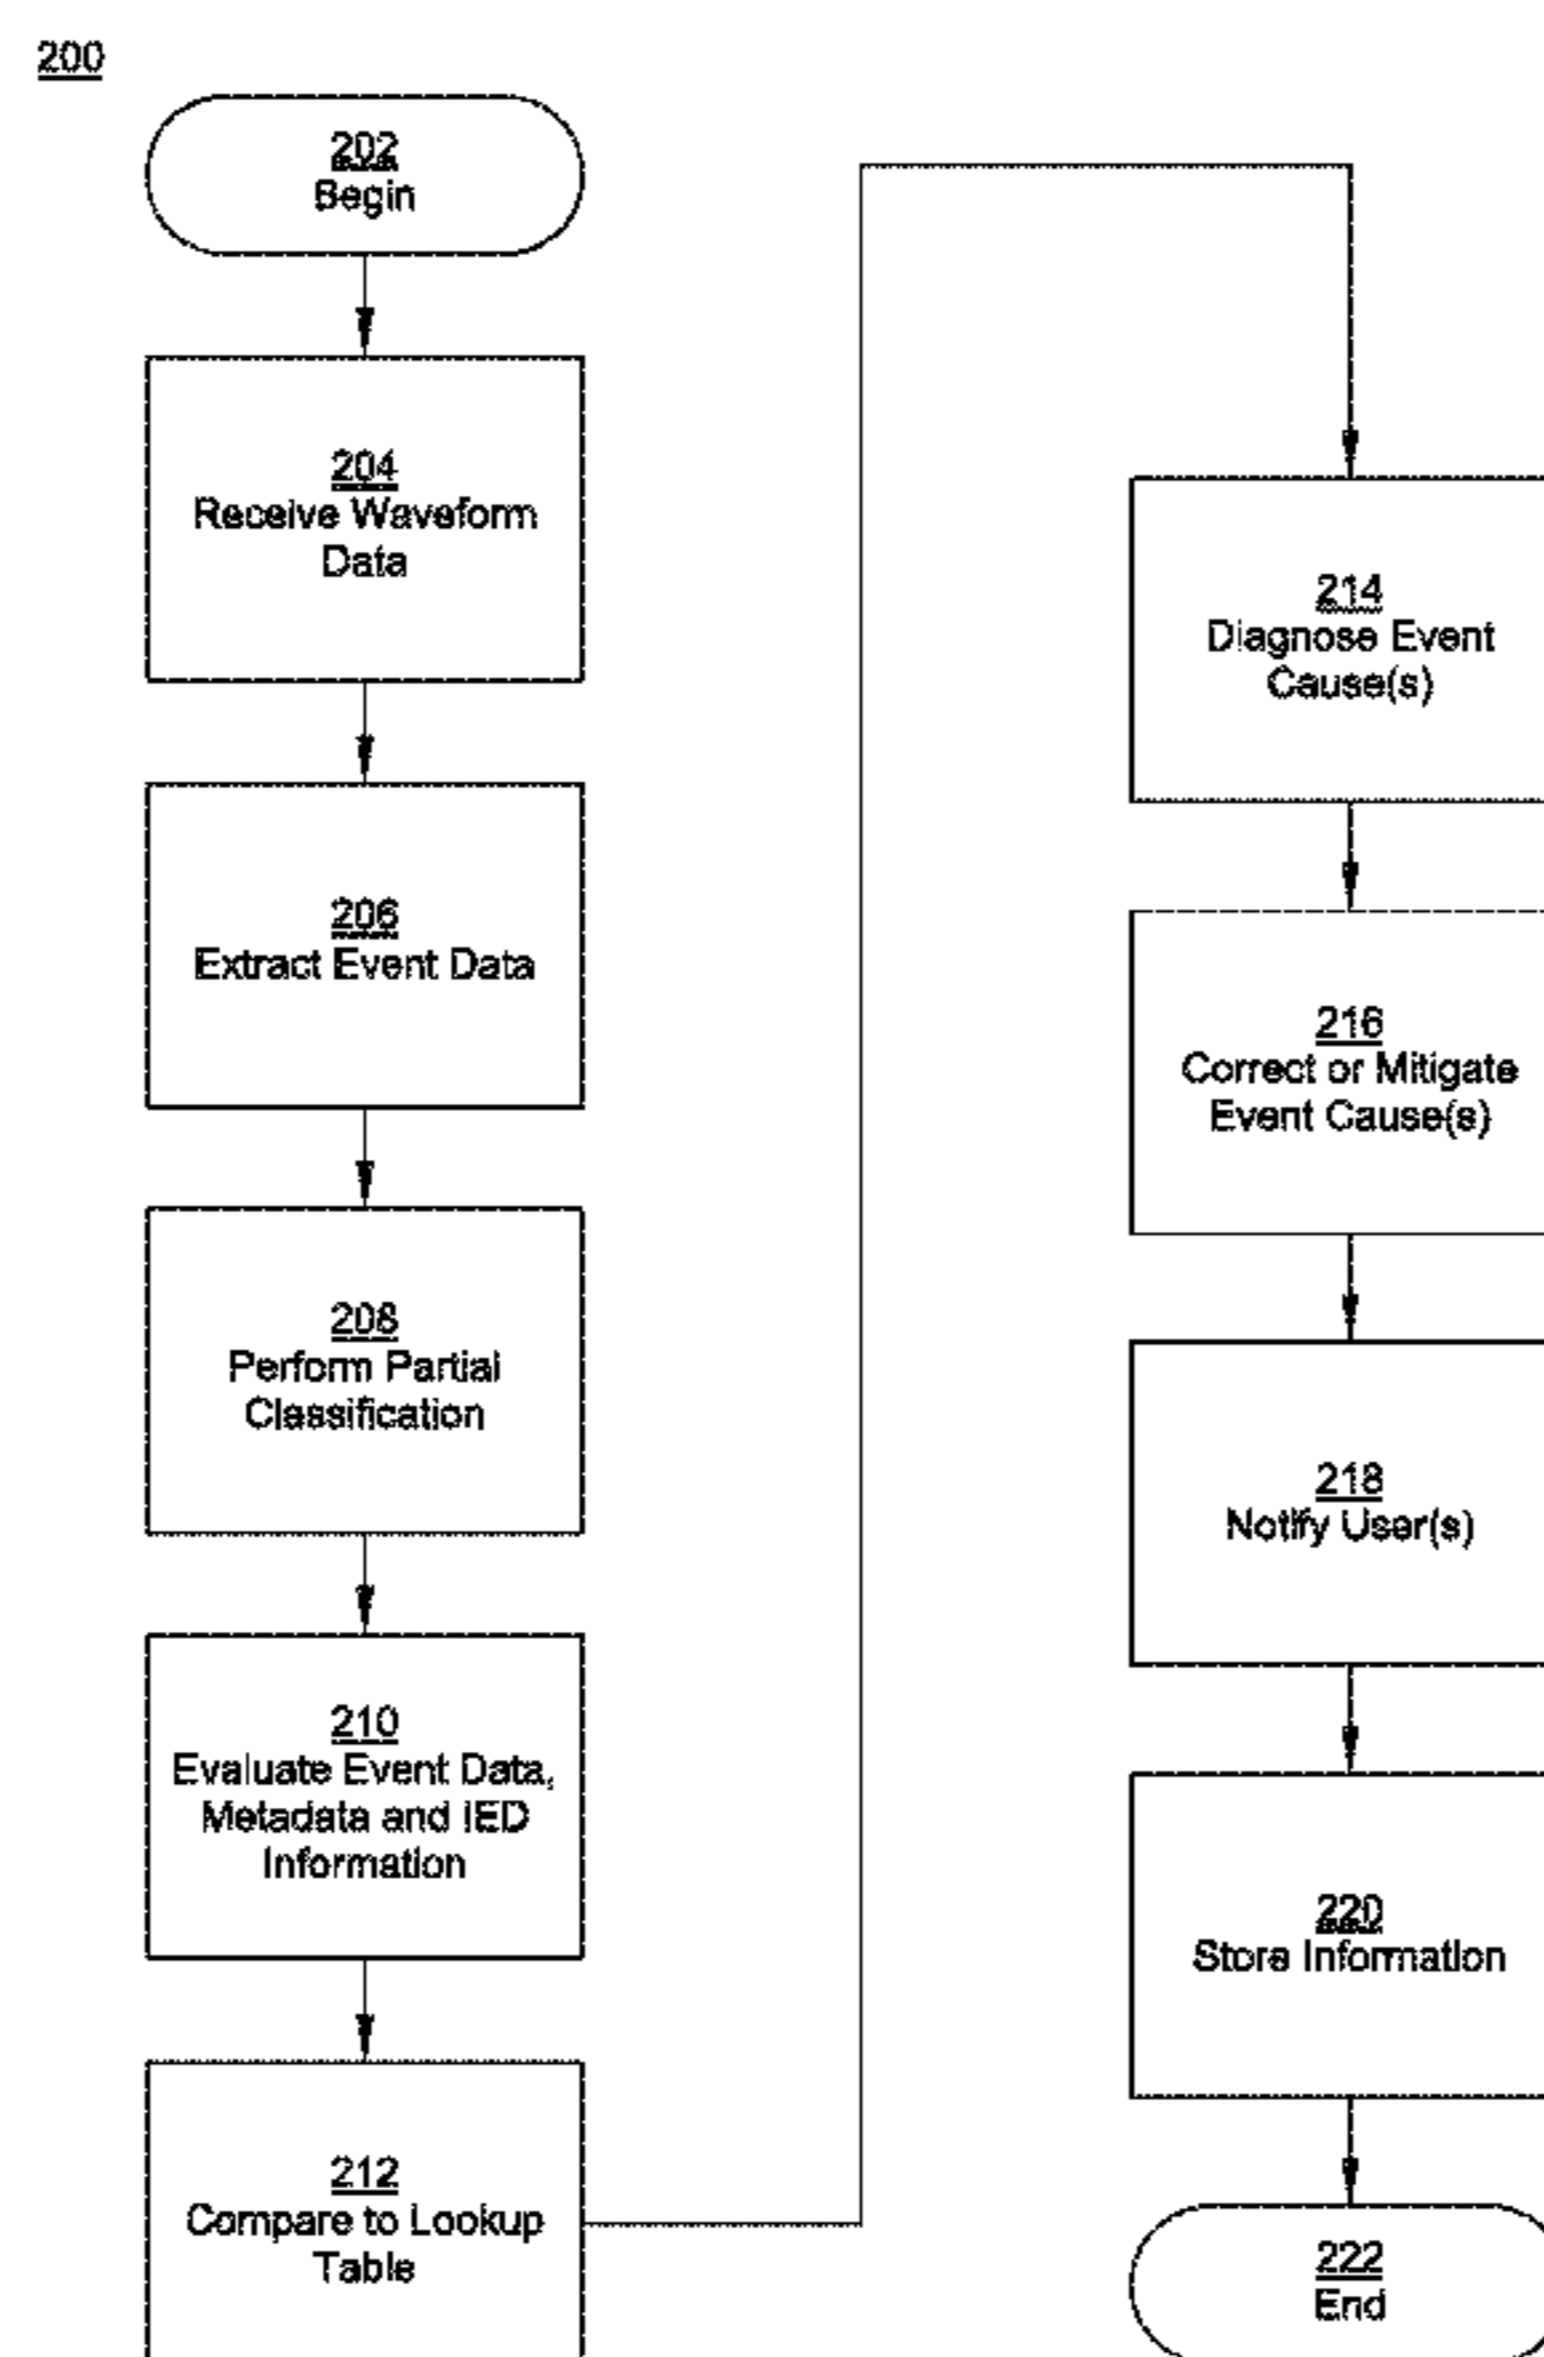 200
202
Begin
204
Receive Waveform
Data
206
Extract Event Data
208
Perform Partial
Classification
210
Evaluate Event Data,
Metadata and IED
Information
212
Compare to Lookup
Table
214
Diagnose Event
Cause(s)
216
Correct or Mitigate
Event Cause(s)
218
Notify User(s)
220
Store Information
222
End